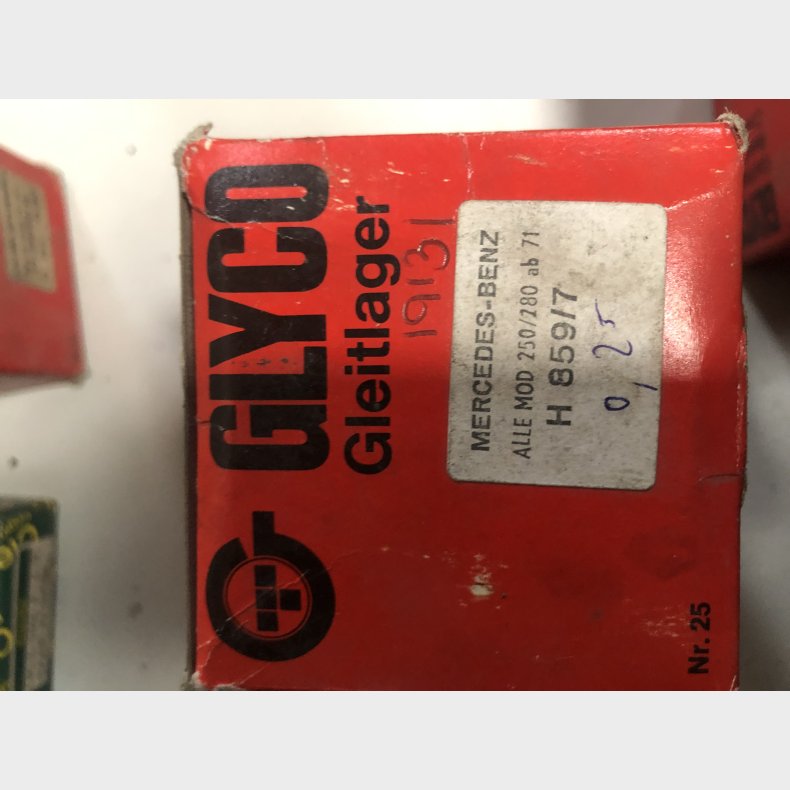 GLYCO
Gleitlager
19131
MERCEDES-BENZ
ALLE MOD 250/280 ab 71
H 859/7
0,25
Nr. 25